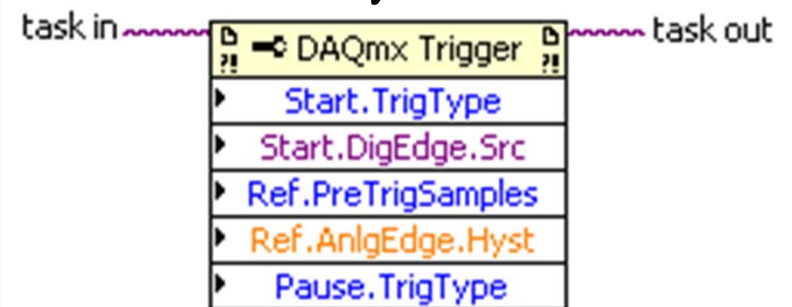 task in DAQmx Trigger task out
?! ?!
Start.TrigType
Start.DigEdge.Src
Ref.PreTrigSamples
Ref.AnlgEdge.Hyst
Pause.TrigType